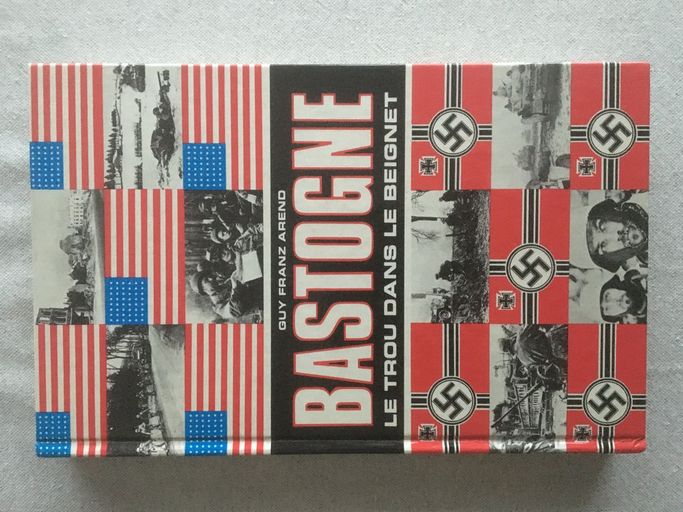 GUY FRANZ AREND
BASTOGNE
LE TROU DANS LE BEIGNET